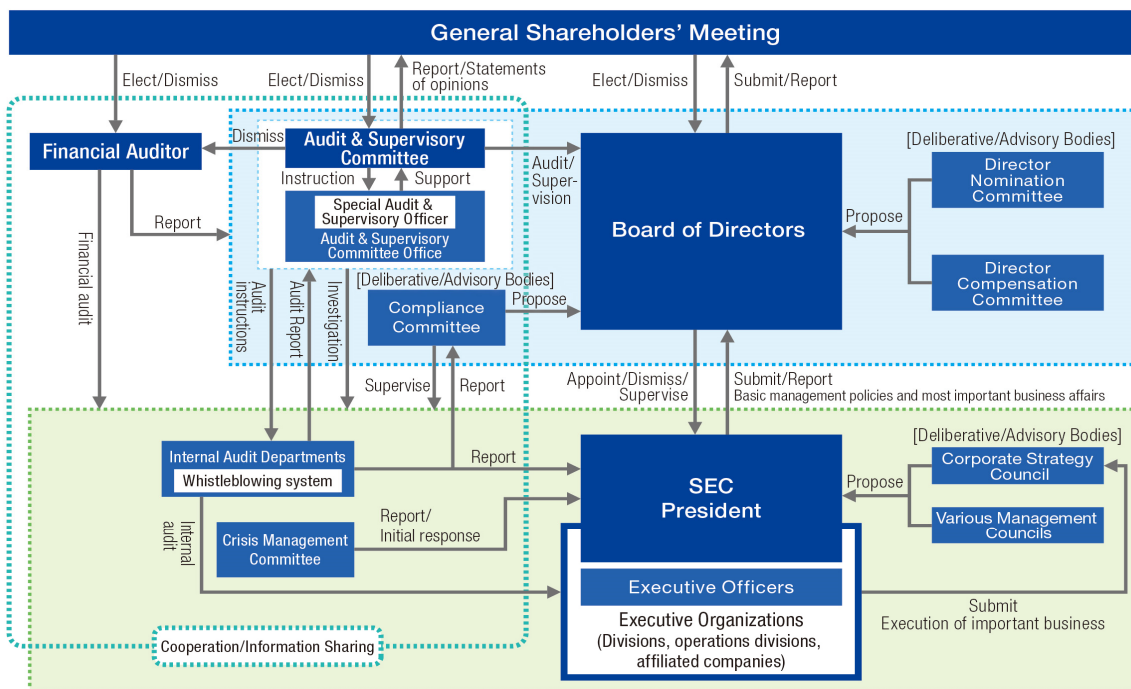 General Shareholders' Meeting
Elect/Dismiss
Elect/Dismiss
Report/Statements
of opinions
Elect/Dismiss
Submit/Report
Financial Auditor
Dismiss
Audit & Supervisory
Committee
Instruction
Support
Special Audit &
Supervisory Officer
Audit & Supervisory
Committee Office
Audit/
Super-
vision
Board of Directors
[Deliberative/Advisory Bodies]
Director
Nomination
Committee
Propose
Director
Compensation
Committee
Report
Financial audit
Audit
instructions
Audit Report
Investigation
[Deliberative/Advisory Bodies]
Compliance
Committee
Propose
Supervise
Report
Appoint/Dismiss/
Supervise
Submit/Report
Basic management policies and most important business affairs
Internal Audit Departments
Whistleblowing system
Report
SEC
President
[Deliberative/Advisory Bodies]
Corporate Strategy
Council
Propose
Various Management
Councils
Internal
audit
Crisis Management
Committee
Report/
Initial response
Executive Officers
Executive Organizations
(Divisions, operations divisions,
affiliated companies)
Submit
Execution of important business
Cooperation/Information Sharing